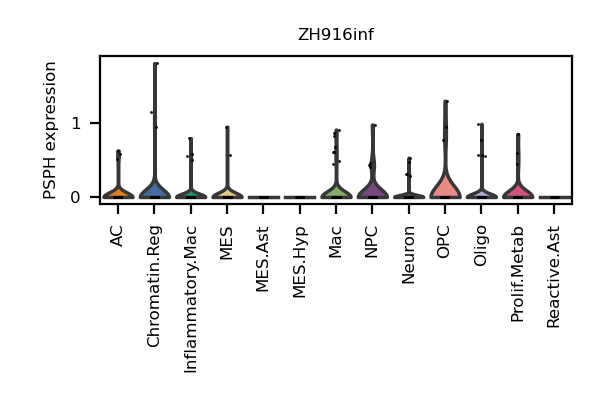 ZH916inf
PSPH expression
1
0
AC
Chromatin.Reg
Inflammatory.Mac
MES
MES.Ast
MES.Hyp
Mac
NPC
Neuron
OPC
Oligo
Prolif.Metab
Reactive.Ast